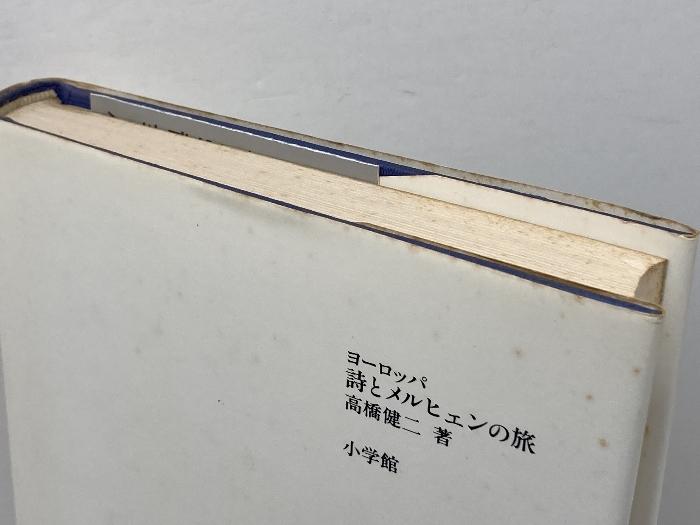 ヨーロッパ
詩とメルヒェンの旅
高橋健二 著
小学館